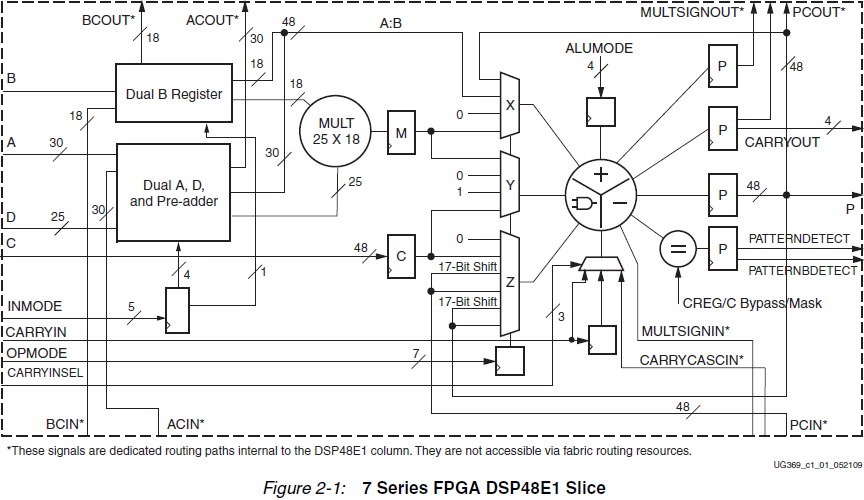 BCOUT* ACOUT* 48 A:B MULTSIGNOUT* PCOUT*
18 30 ALUMODE
18 4 P 48
B Dual B Register 18 X
0
18 MULT 25 X 18 M P 4
CARRYOUT
A 30 30 0 Y
1
Dual A, D, and Pre-adder 25 P 48
P
D 25 30
C 48 C 0 = P PATTERNDETECT
17-Bit Shift Z PATTERNBDETECT
4 1
17-Bit Shift CREG/C Bypass/Mask
INMODE 5 3
CARRYIN MULTSIGNIN*
OPMODE 7 CARRYCASCIN*
CARRYINSEL
48
BCIN* ACIN* PCIN*
*These signals are dedicated routing paths internal to the DSP48E1 column. They are not accessible via fabric routing resources.
UG369_c1_01_052109
Figure 2-1: 7 Series FPGA DSP48E1 Slice